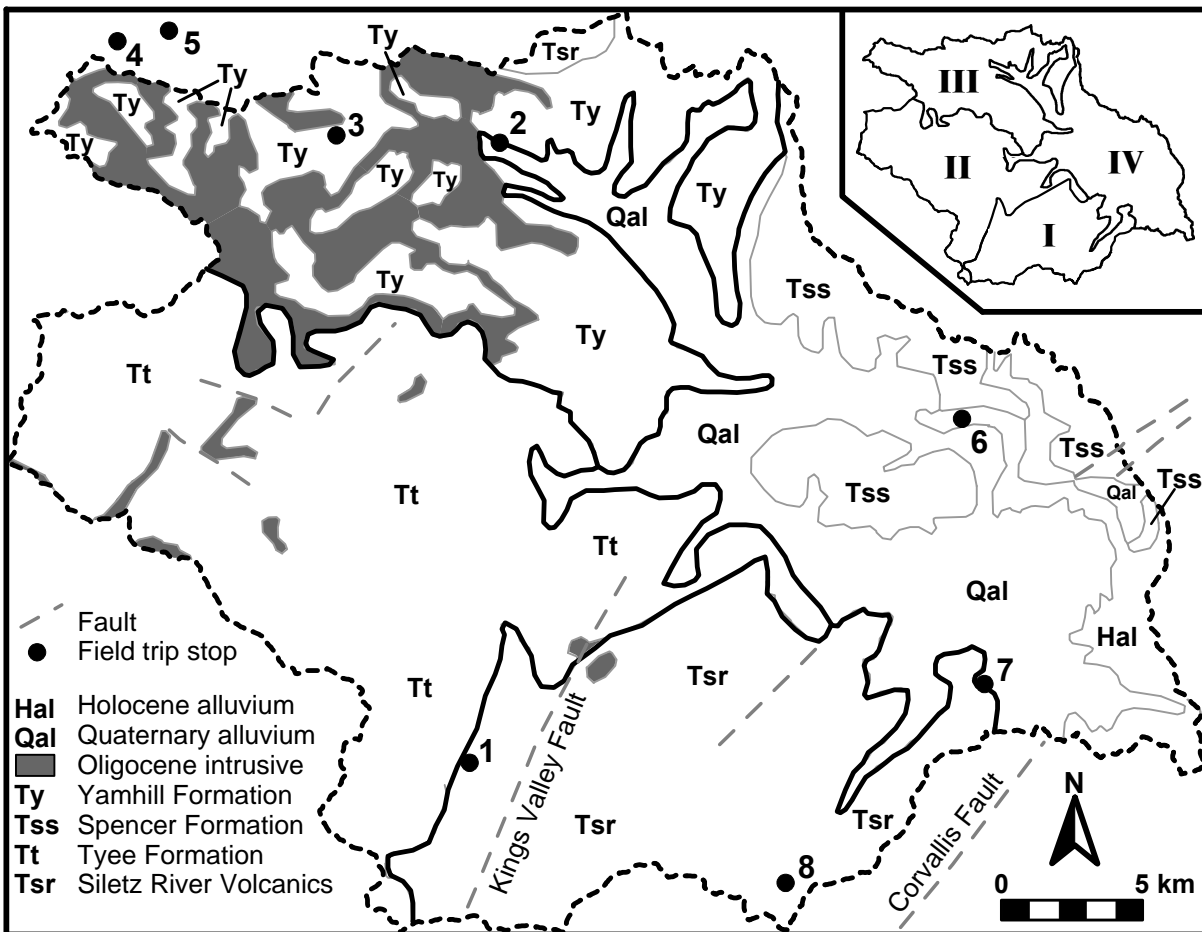 4
5
Ty
Tsr
III
II
IV
I
Ty
Ty
Ty
3
Ty
2
Ty
Ty
Ty
Ty
Qal
Ty
Ty
Ty
Tss
Tt
Tss
6
Qal
Tss
Tss
Tss
Qal
Tt
Tt
Qal
Hal
Fault
Field trip stop
Tt
Tsr
7
Hal Holocene alluvium
Qal Quaternary alluvium
Oligocene intrusive
Ty Yamhill Formation
Tss Spencer Formation
Tt Tyee Formation
Tsr Siletz River Volcanics
1
Kings Valley Fault
Tsr
Tsr
8
Corvallis Fault
N
0 5 km